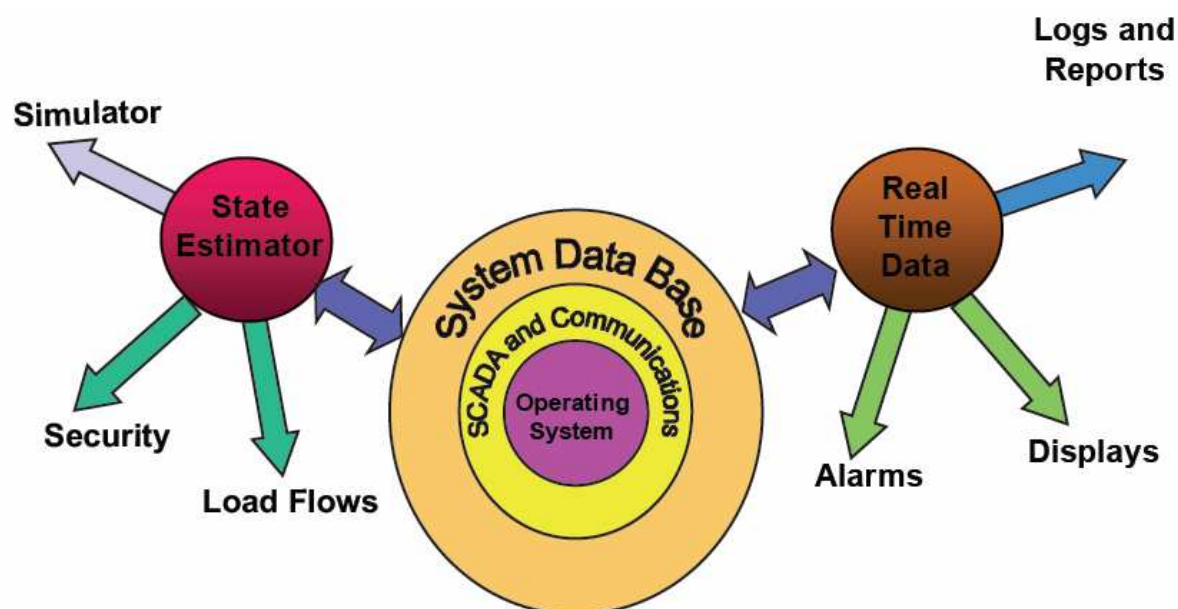 Logs and
Reports
Simulator
State
Estimator
Real
Time
Data
System Data Base
SCADA and Communications
Operating
System
Security
Load Flows
Alarms
Displays